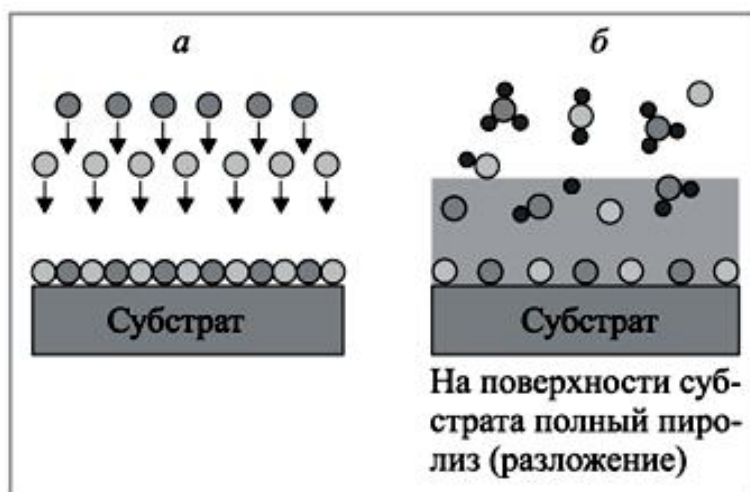 а
б
Субстрат
Субстрат
На поверхности суб-
страта полный пиро-
лиз (разложение)